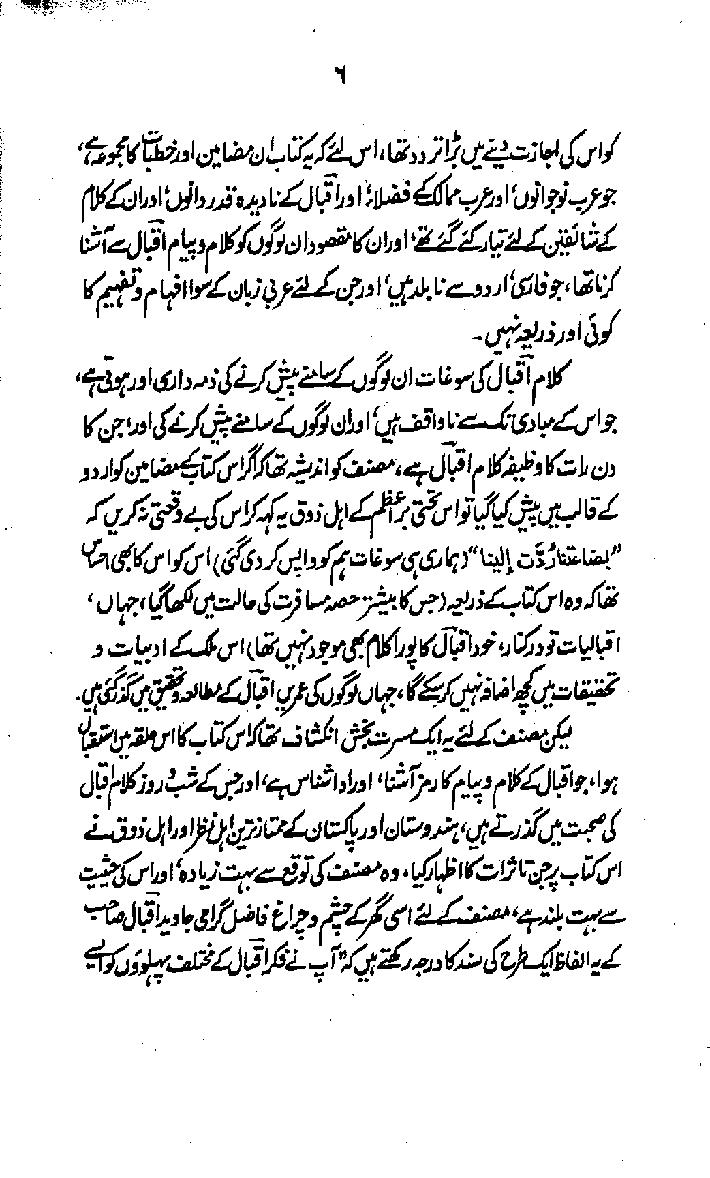 ٦
کو اس کی اجازت دینے میں بڑا تردد تھا، اس لئے کہ یہ کتاب ان مضامین اور خطبات کا مجموعہ ہے،
جو عرب نوجوانوں، اور عرب ممالک کے فضلاء، اور اقبال کے نادیدہ قدر دانوں، اور ان کے کلام
کے شائقین کے لئے تیار کئے گئے تھے، اور ان کا مقصود ان لوگوں کو کلام و پیام اقبال سے آشنا
کرنا تھا، جو فارسی، اردو سے نابلد ہیں، اور جن کے لئے عربی زبان کے سوا افہام و تفہیم کا
کوئی اور ذریعہ نہیں۔
کلام اقبال کی سوغات ان لوگوں کے سامنے پیش کرنے کی ذمہ داری اور ہوتی ہے،
جو اس کے مبادی تک سے ناواقف ہیں، اور ان لوگوں کے سامنے پیش کرنے کی اور، جن کا
دن رات کا وظیفہ کلام اقبال ہے، مصنف کو اندیشہ تھا کہ اگر اس کتاب کے مضامین کو اردو
کے قالب میں پیش کیا گیا تو اس تحتی بر اعظم کے اہل ذوق یہ کہہ کر اس کی بے وقعتی نہ کریں کہ
"بضاعتنا ردّت إلینا" (ہماری ہی سوغات ہم کو واپس کر دی گئی) اس کو اس کا بھی احساس
تھا کہ وہ اس کتاب کے ذریعہ (جس کا بیشتر حصہ مسافرت کی حالت میں لکھا گیا، جہاں،
اقبالیات تو درکنار، خود اقبال کا پورا کلام بھی موجود نہیں تھا) اس ملک کے ادبیات و
تحقیقات میں کچھ اضافہ نہیں کر سکے گا، جہاں لوگوں کی عمریں اقبال کے مطالعہ و تحقیق میں گذر گئی ہیں۔
لیکن مصنف کے لئے یہ ایک مسرت بخش انکشاف تھا کہ اس کتاب کا اس حلقہ میں استقبال
ہوا، جو اقبال کے کلام و پیام کا رمز آشنا، اور ادا شناس ہے، اور جس کے شب و روز کلام اقبال
کی صحبت میں گذرتے ہیں، ہندوستان اور پاکستان کے ممتاز ترین اہل نظر اور اہل ذوق نے
اس کتاب پر جن تاثرات کا اظہار کیا، وہ مصنف کی توقع سے بہت زیادہ، اور اس کی حیثیت
سے بہت بلند ہے، مصنف کے لئے اسی گھر کے چشم و چراغ فاضل گرامی جاوید اقبال صاحب
کے یہ الفاظ ایک طرح کی سند کا درجہ رکھتے ہیں کہ "آپ نے فکر اقبال کے مختلف پہلوؤں کو ایسے